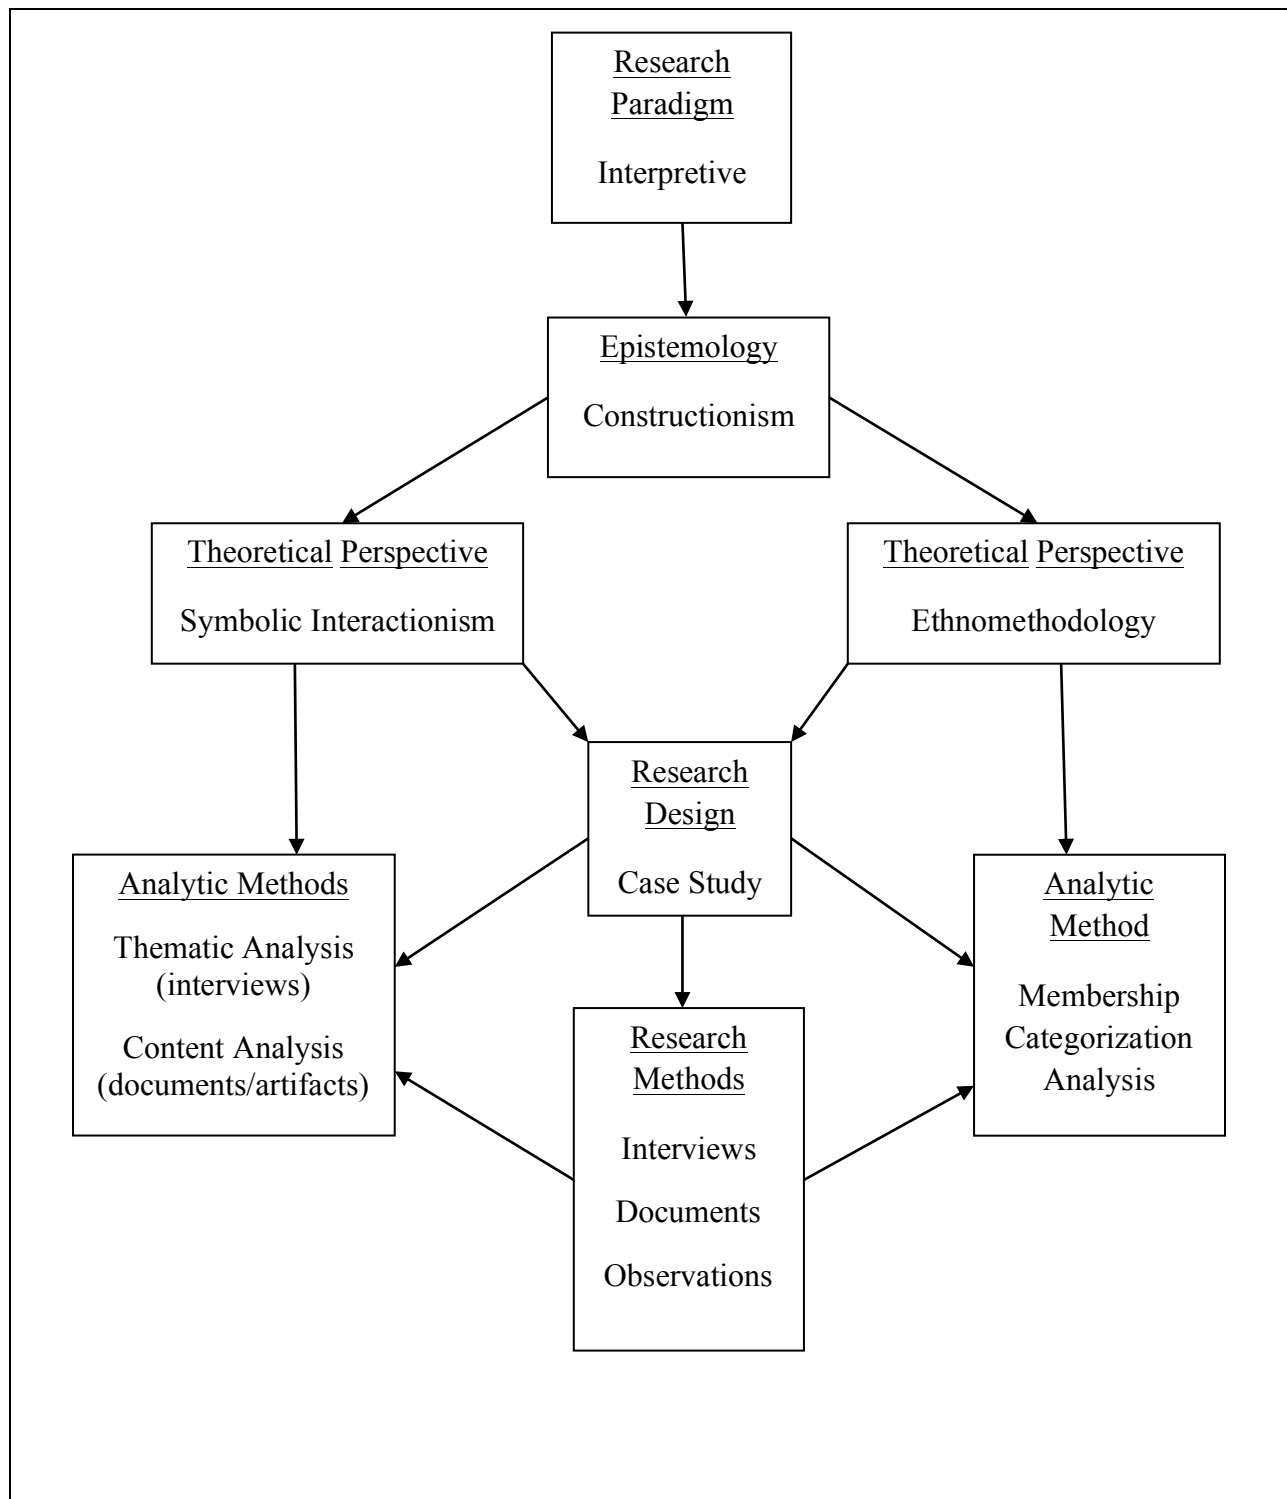 Research
Paradigm
Interpretive
Epistemology
Constructionism
Theoretical Perspective
Symbolic Interactionism
Theoretical Perspective
Ethnomethodology
Research
Design
Case Study
Analytic Methods
Thematic Analysis
(interviews)
Content Analysis
(documents/artifacts)
Analytic
Method
Membership
Categorization
Analysis
Research
Methods
Interviews
Documents
Observations